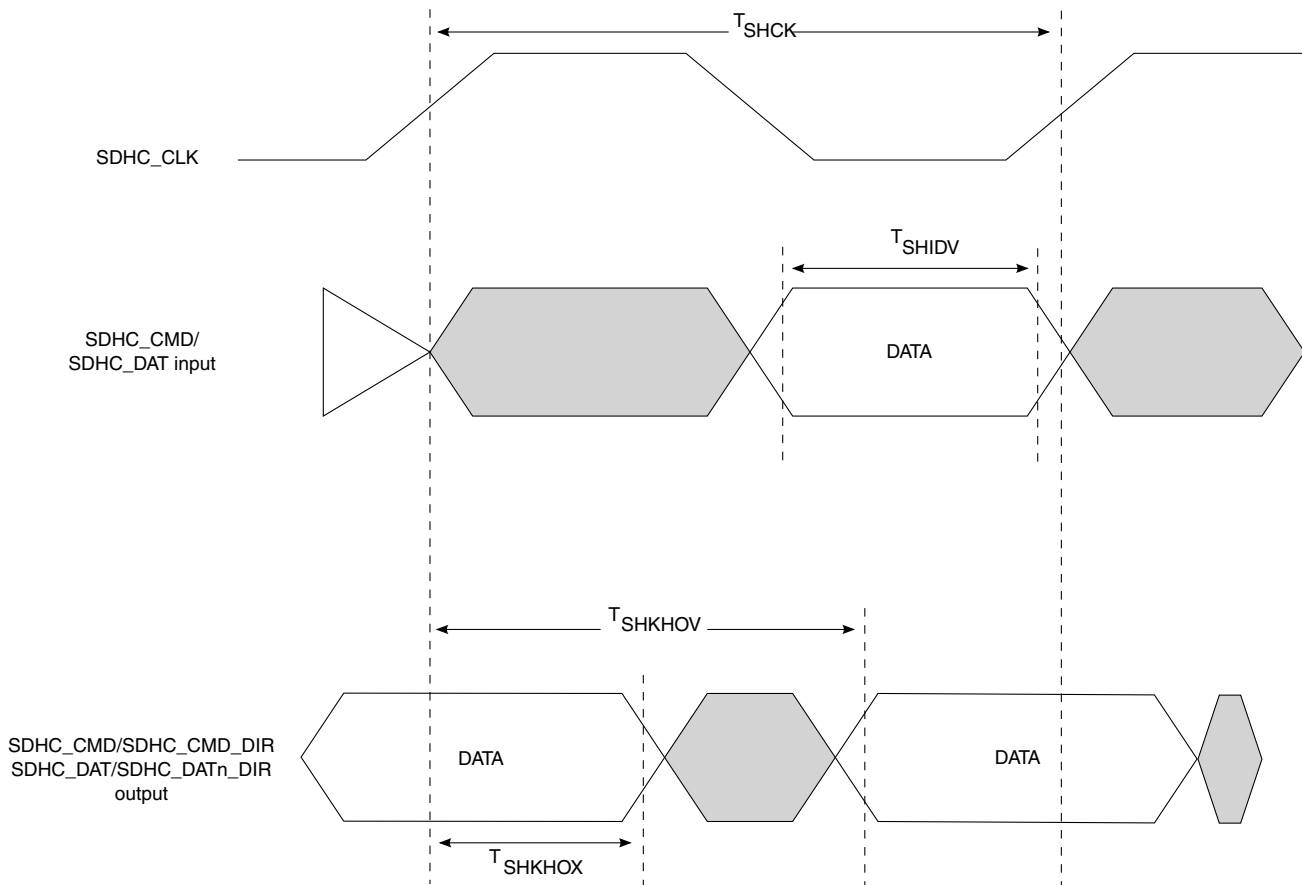 TSHCK
SDHC_CLK
TSHIDV
SDHC_CMD/
SDHC_DAT input
DATA
TSHKHOV
SDHC_CMD/SDHC_CMD_DIR
SDHC_DAT/SDHC_DATn_DIR
output
DATA
DATA
TSHKHOX